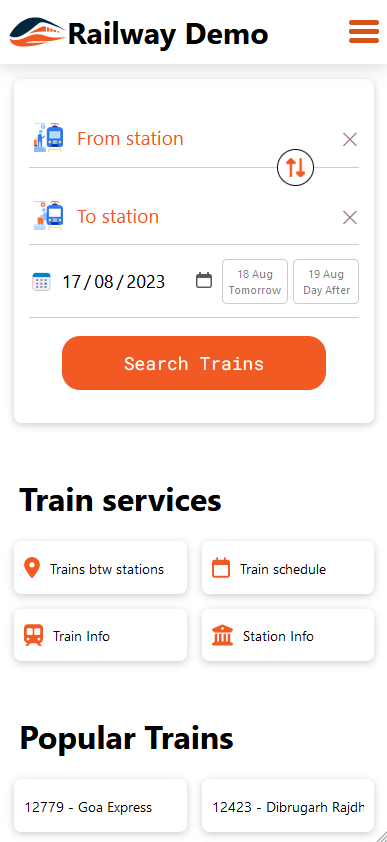 Railway Demo
From station
To station
17/08/2023
18 Aug
Tomorrow
19 Aug
Day After
Search Trains
Train services
Trains btw stations
Train schedule
Train Info
Station Info
Popular Trains
12779 - Goa Express
12423 - Dibrugarh Rajdh